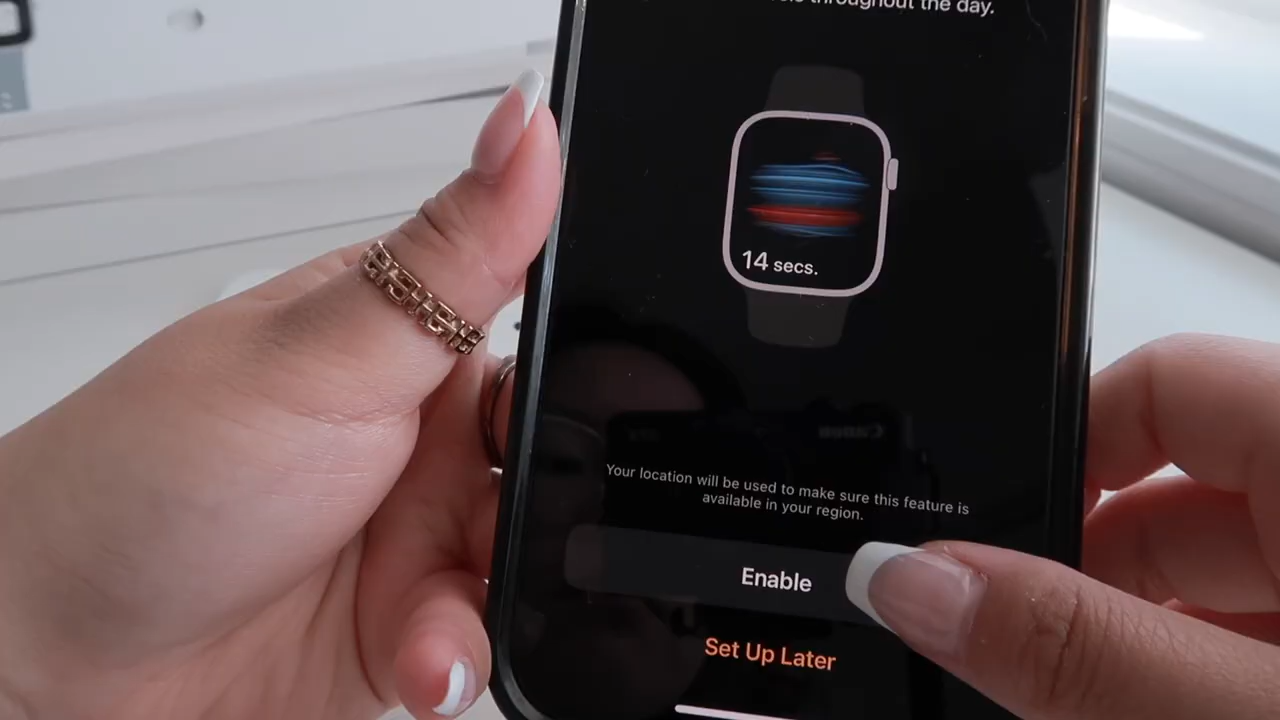 throughout the day.
14 secs.
Canon
Your location will be used to make sure this feature is
available in your region.
Enable
Set Up Later